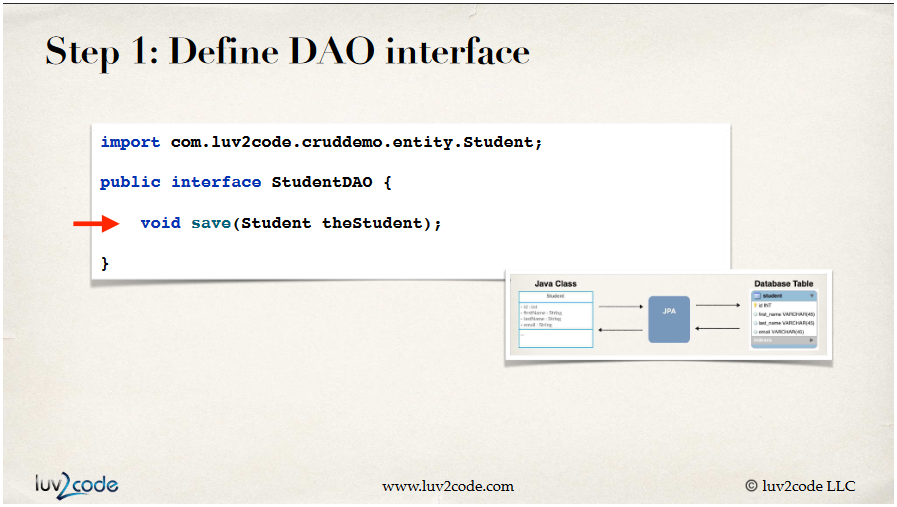 Step 1: Define DAO interface
import com.luv2code.cruddemo.entity.Student;
public interface StudentDAO {
void save(Student theStudent);
}
Java Class
Student
id : int
firstName : String
lastName : String
email : String
...
JPA
Database Table
student
id INT
first_name VARCHAR(45)
last_name VARCHAR(45)
email VARCHAR(45)
Indexes
luv2code
www.luv2code.com
© luv2code LLC